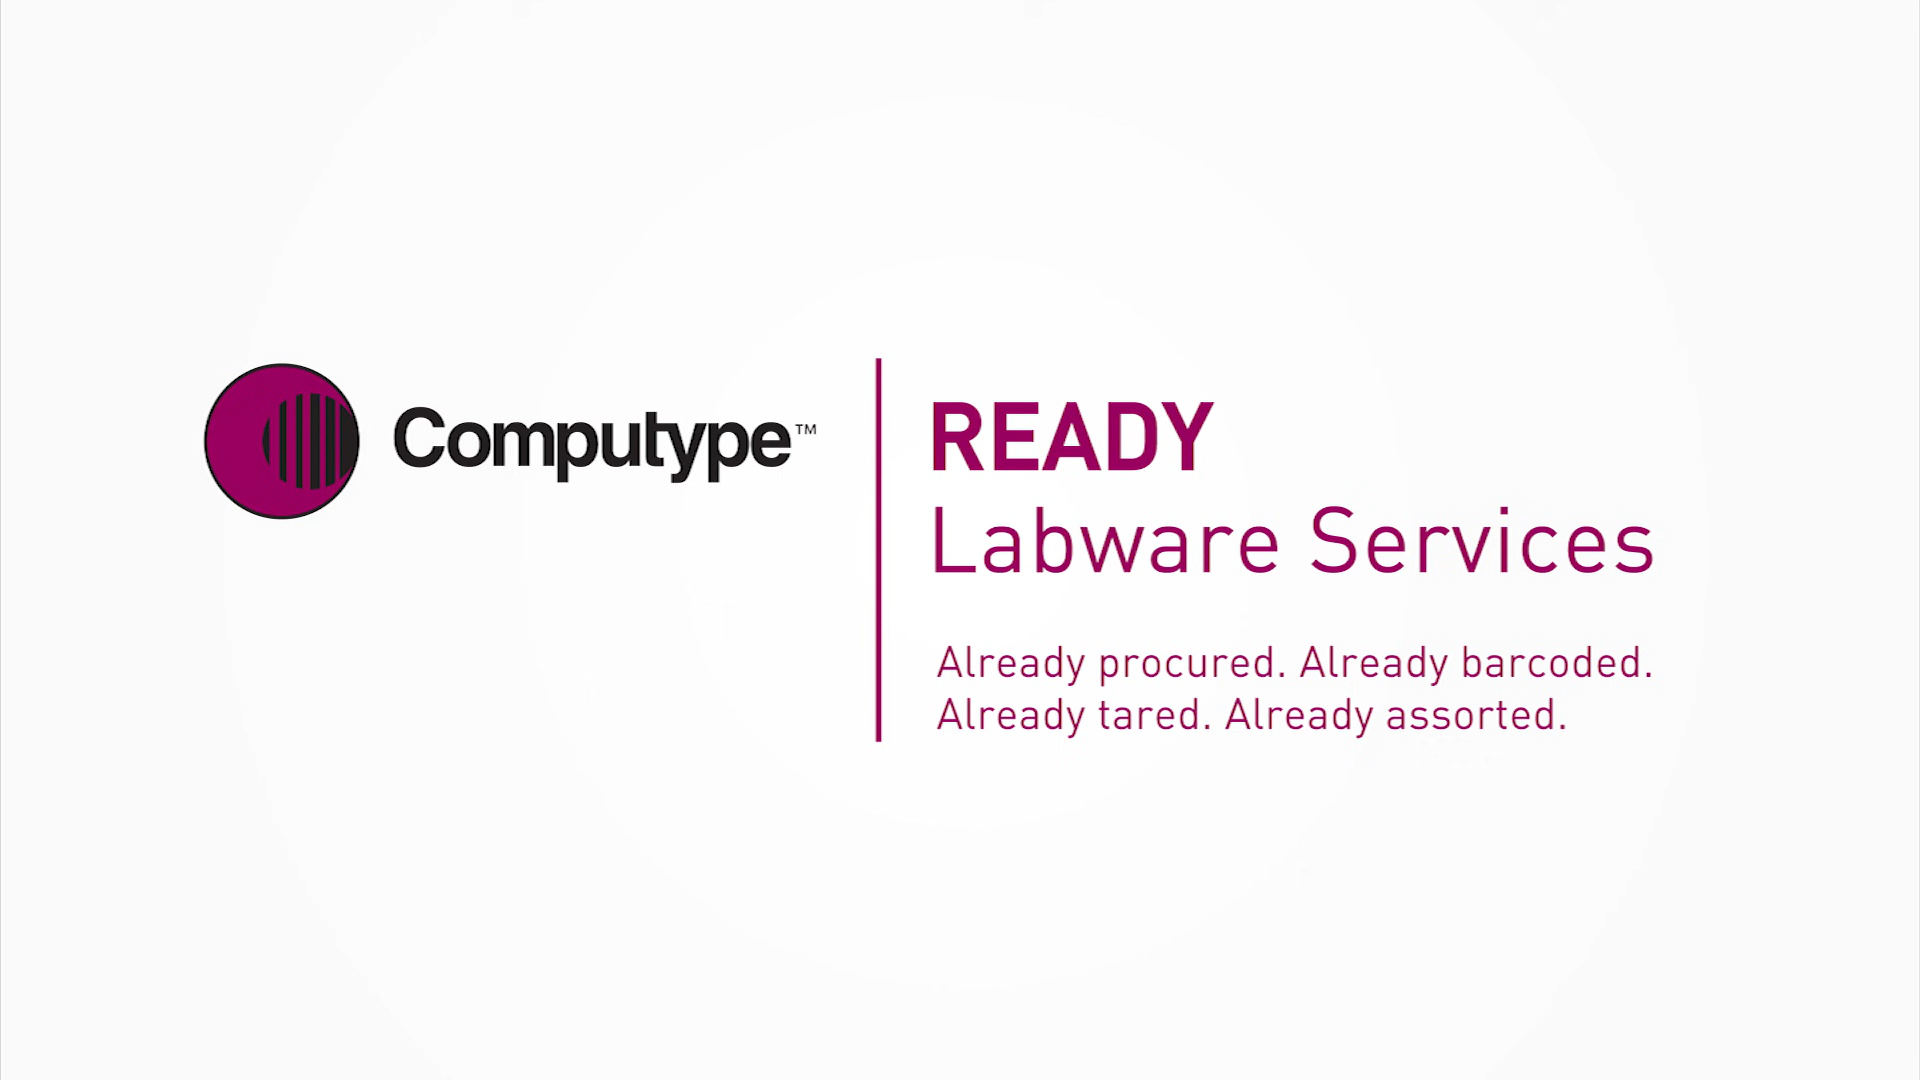 Computype™
READY
Labware Services
Already procured. Already barcoded.
Already tared. Already assorted.